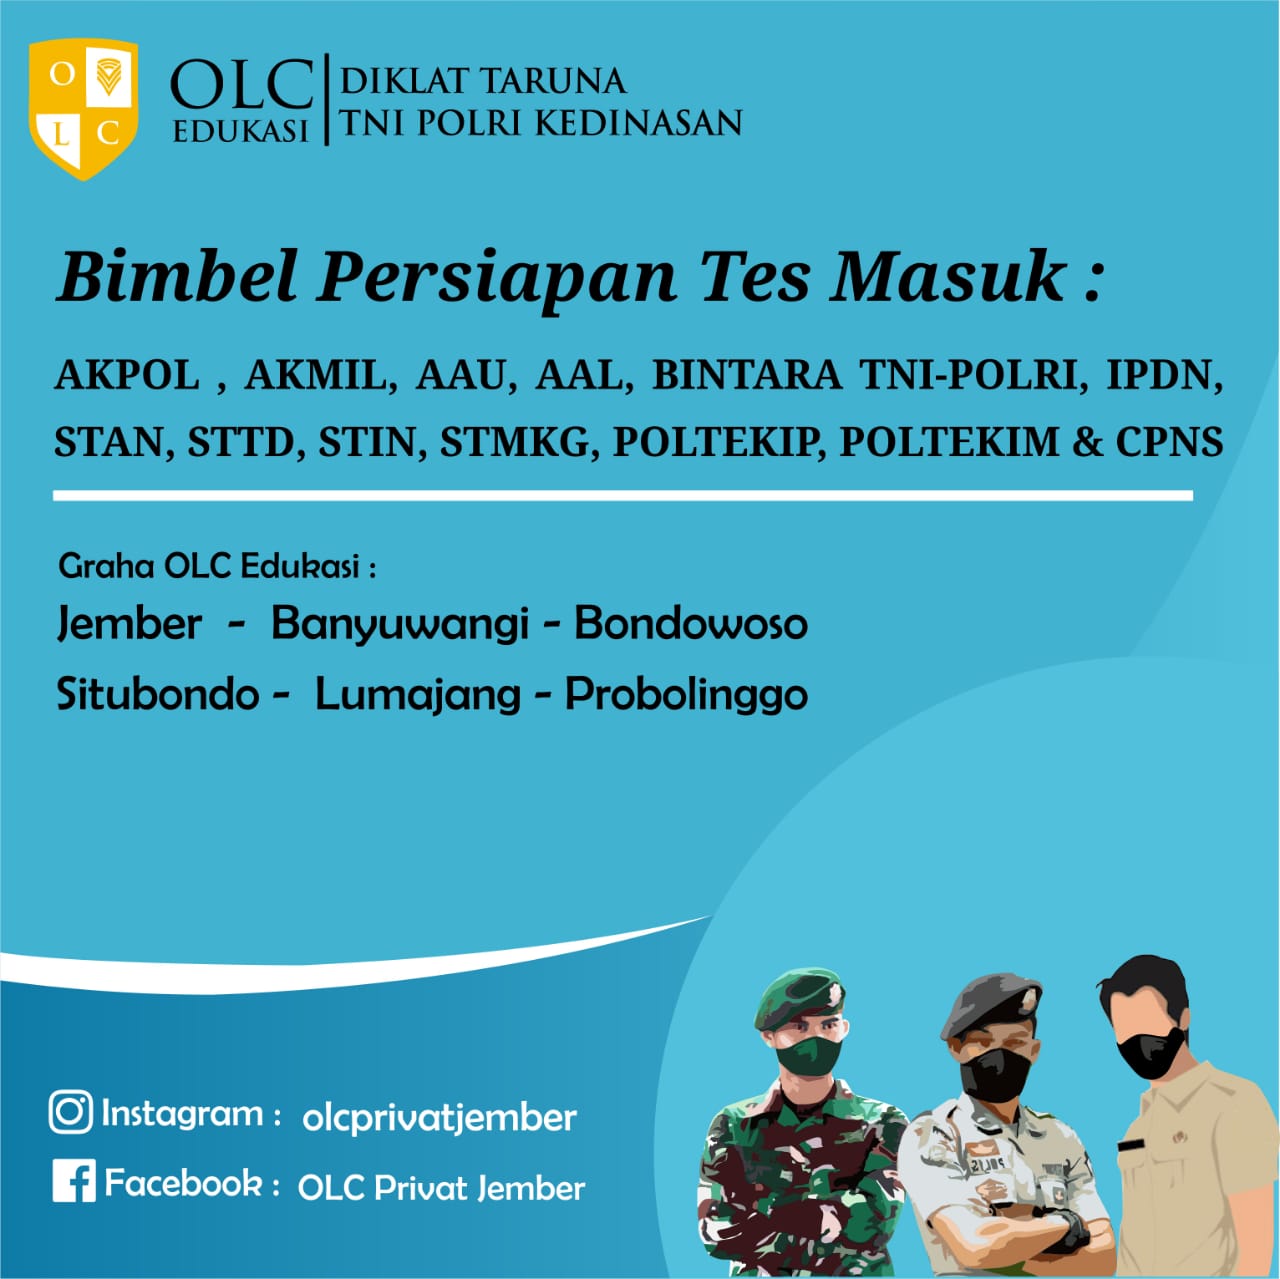 O
L C
OLC
EDUKASI
DIKLAT TARUNA
TNI POLRI KEDINASAN
Bimbel Persiapan Tes Masuk :
AKPOL , AKMIL, AAU, AAL, BINTARA TNI-POLRI, IPDN,
STAN, STTD, STIN, STMKG, POLTEKIP, POLTEKIM & CPNS
Graha OLC Edukasi :
Jember - Banyuwangi - Bondowoso
Situbondo - Lumajang - Probolinggo
Instagram : olcprivatjember
Facebook : OLC Privat Jember